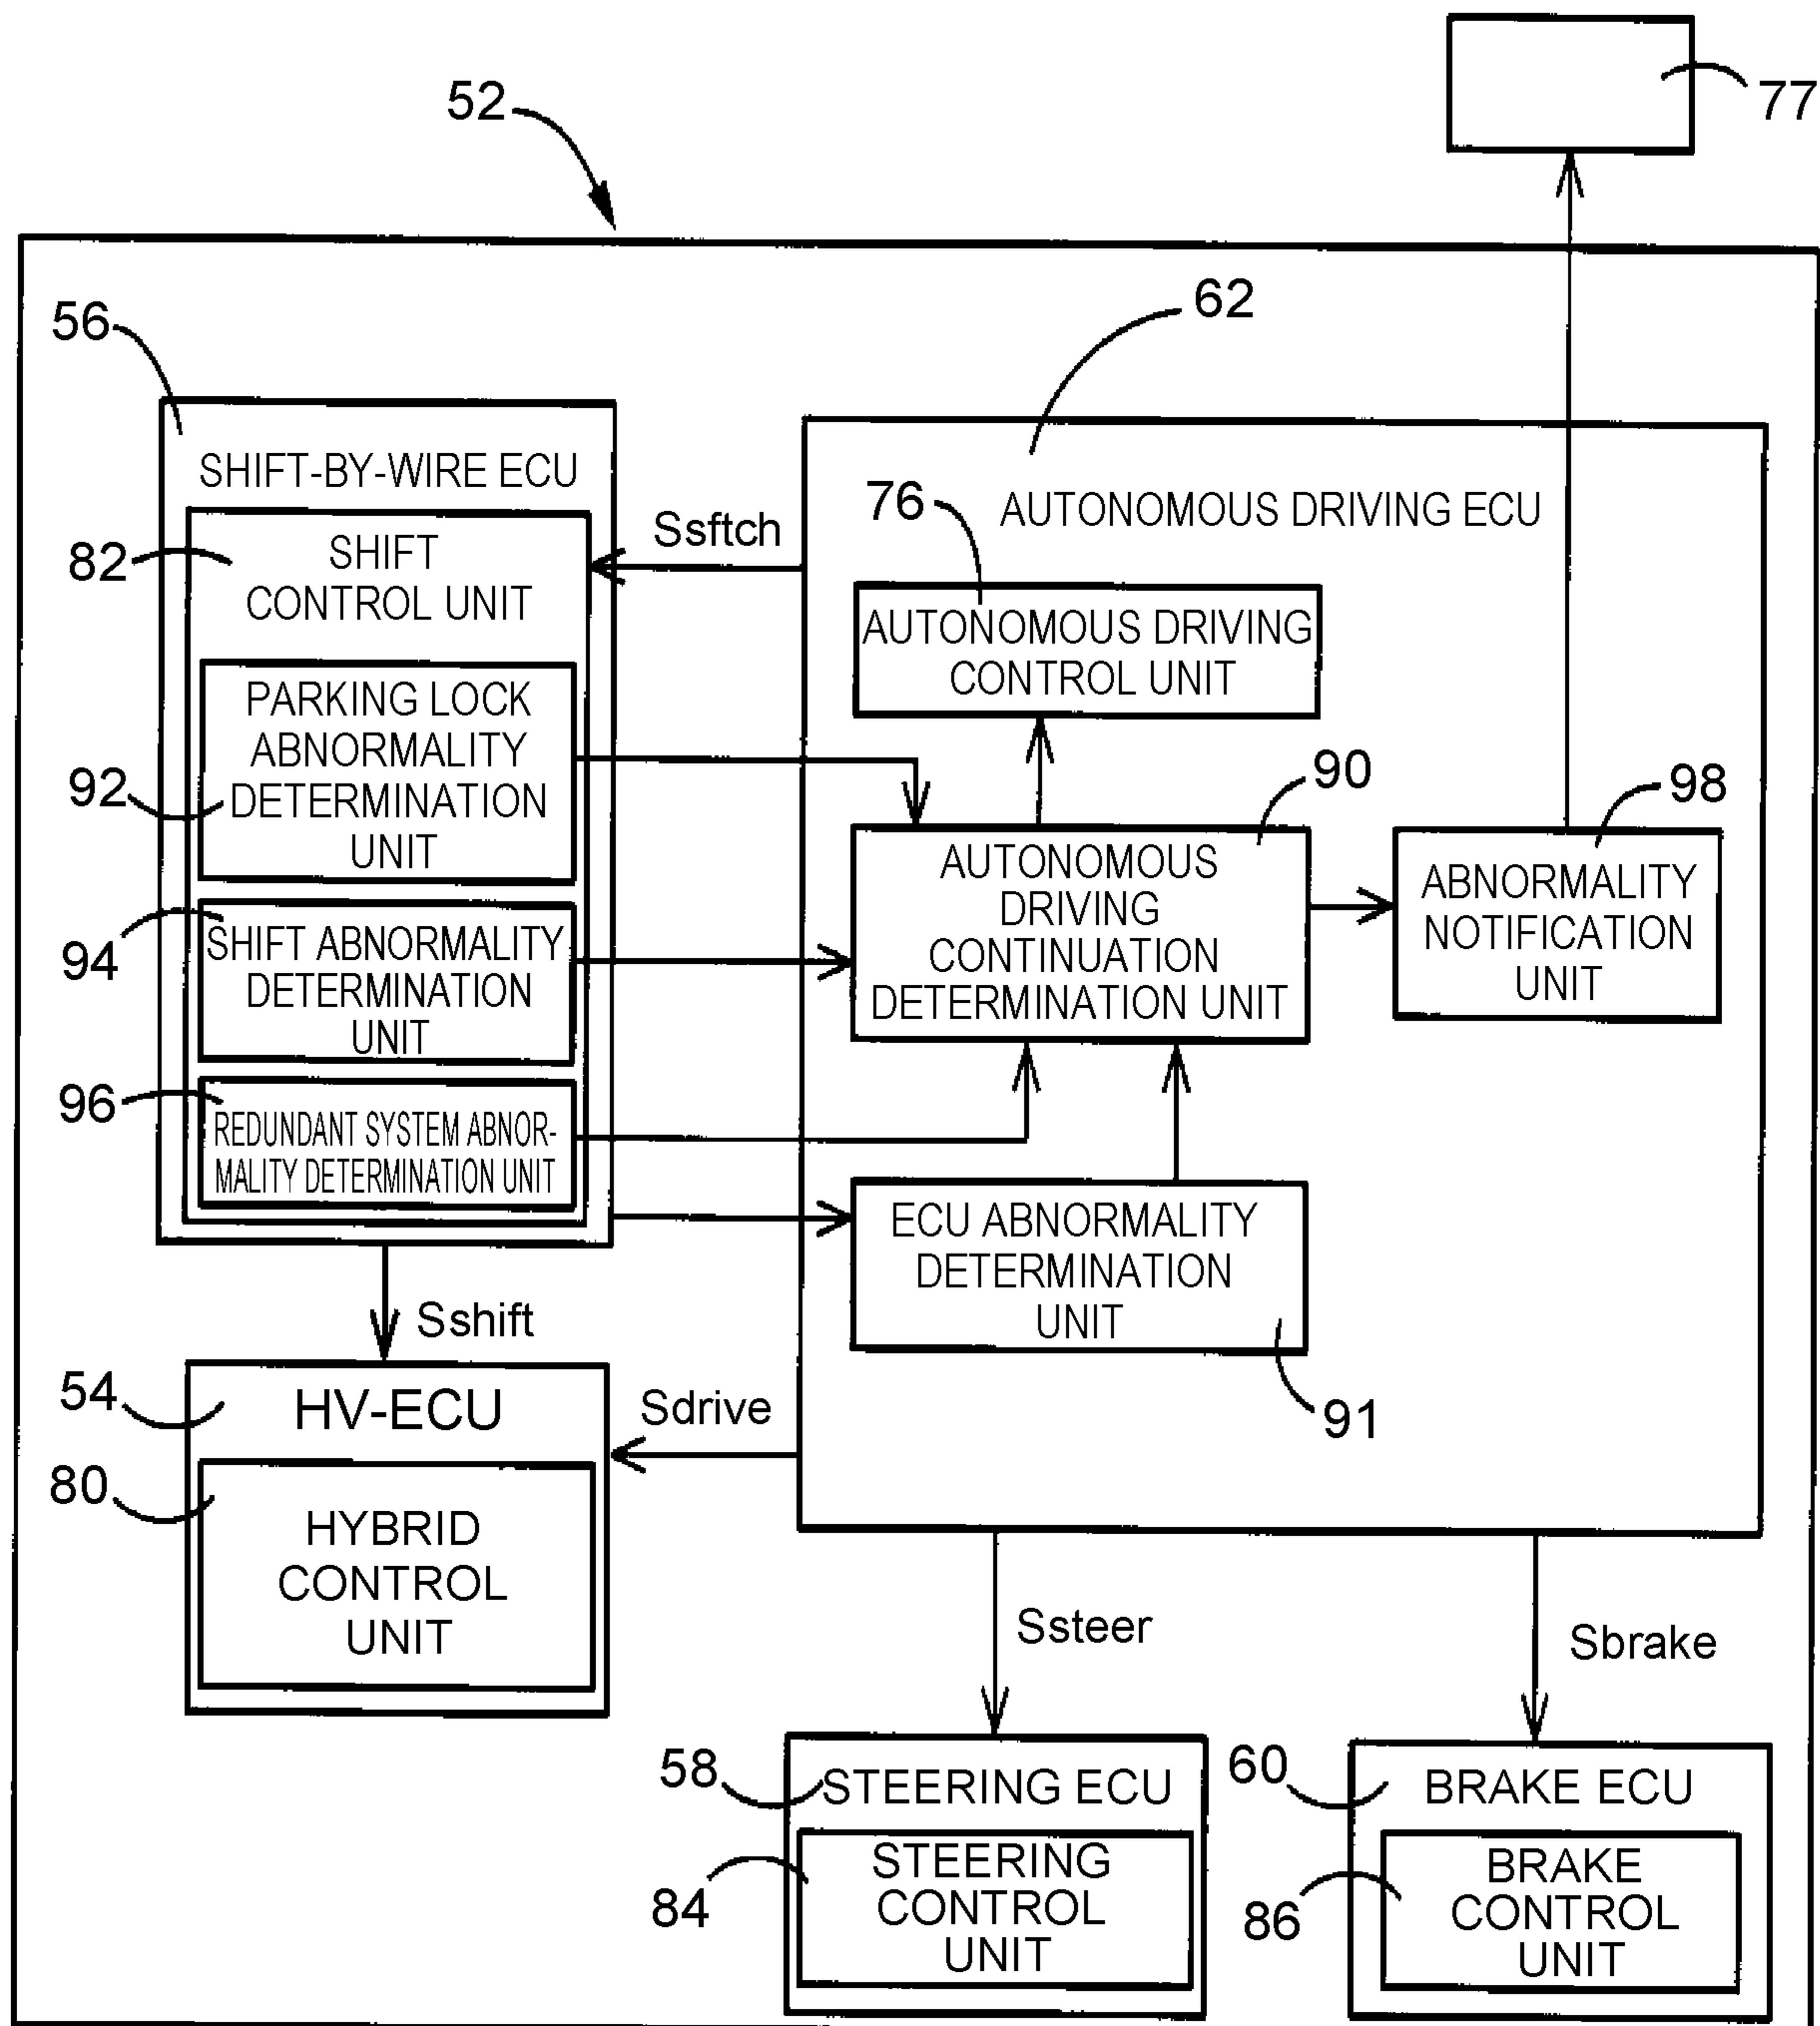 77
52
62
56
SHIFT-BY-WIRE ECU
82
SHIFT
CONTROL UNIT
PARKING LOCK
ABNORMALITY
92
DETERMINATION
UNIT
94
SHIFT ABNORMALITY
DETERMINATION
UNIT
96
REDUNDANT SYSTEM ABNOR-
MALITY DETERMINATION UNIT
Ssftch
AUTONOMOUS DRIVING ECU
76
AUTONOMOUS DRIVING
CONTROL UNIT
90
AUTONOMOUS
DRIVING
CONTINUATION
DETERMINATION UNIT
98
ABNORMALITY
NOTIFICATION
UNIT
ECU ABNORMALITY
DETERMINATION
UNIT
91
Sshift
54
HV-ECU
Sdrive
80
HYBRID
CONTROL
UNIT
Ssteer
Sbrake
58
STEERING ECU
84
STEERING
CONTROL
UNIT
60
BRAKE ECU
86
BRAKE
CONTROL
UNIT